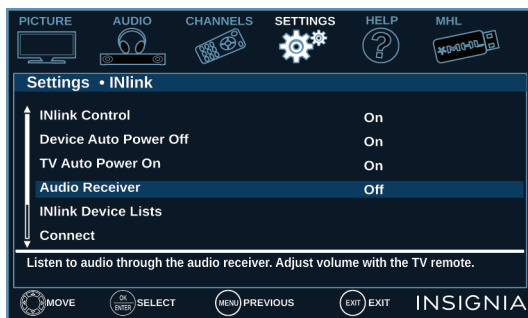 PICTURE AUDIO CHANNELS SETTINGS HELP MHL
MHL
Settings • INlink
INlink Control On
Device Auto Power Off On
TV Auto Power On On
Audio Receiver Off
INlink Device Lists
Connect
Listen to audio through the audio receiver. Adjust volume with the TV remote.
MOVE OK ENTER SELECT MENU PREVIOUS EXIT EXIT INSIGNIA